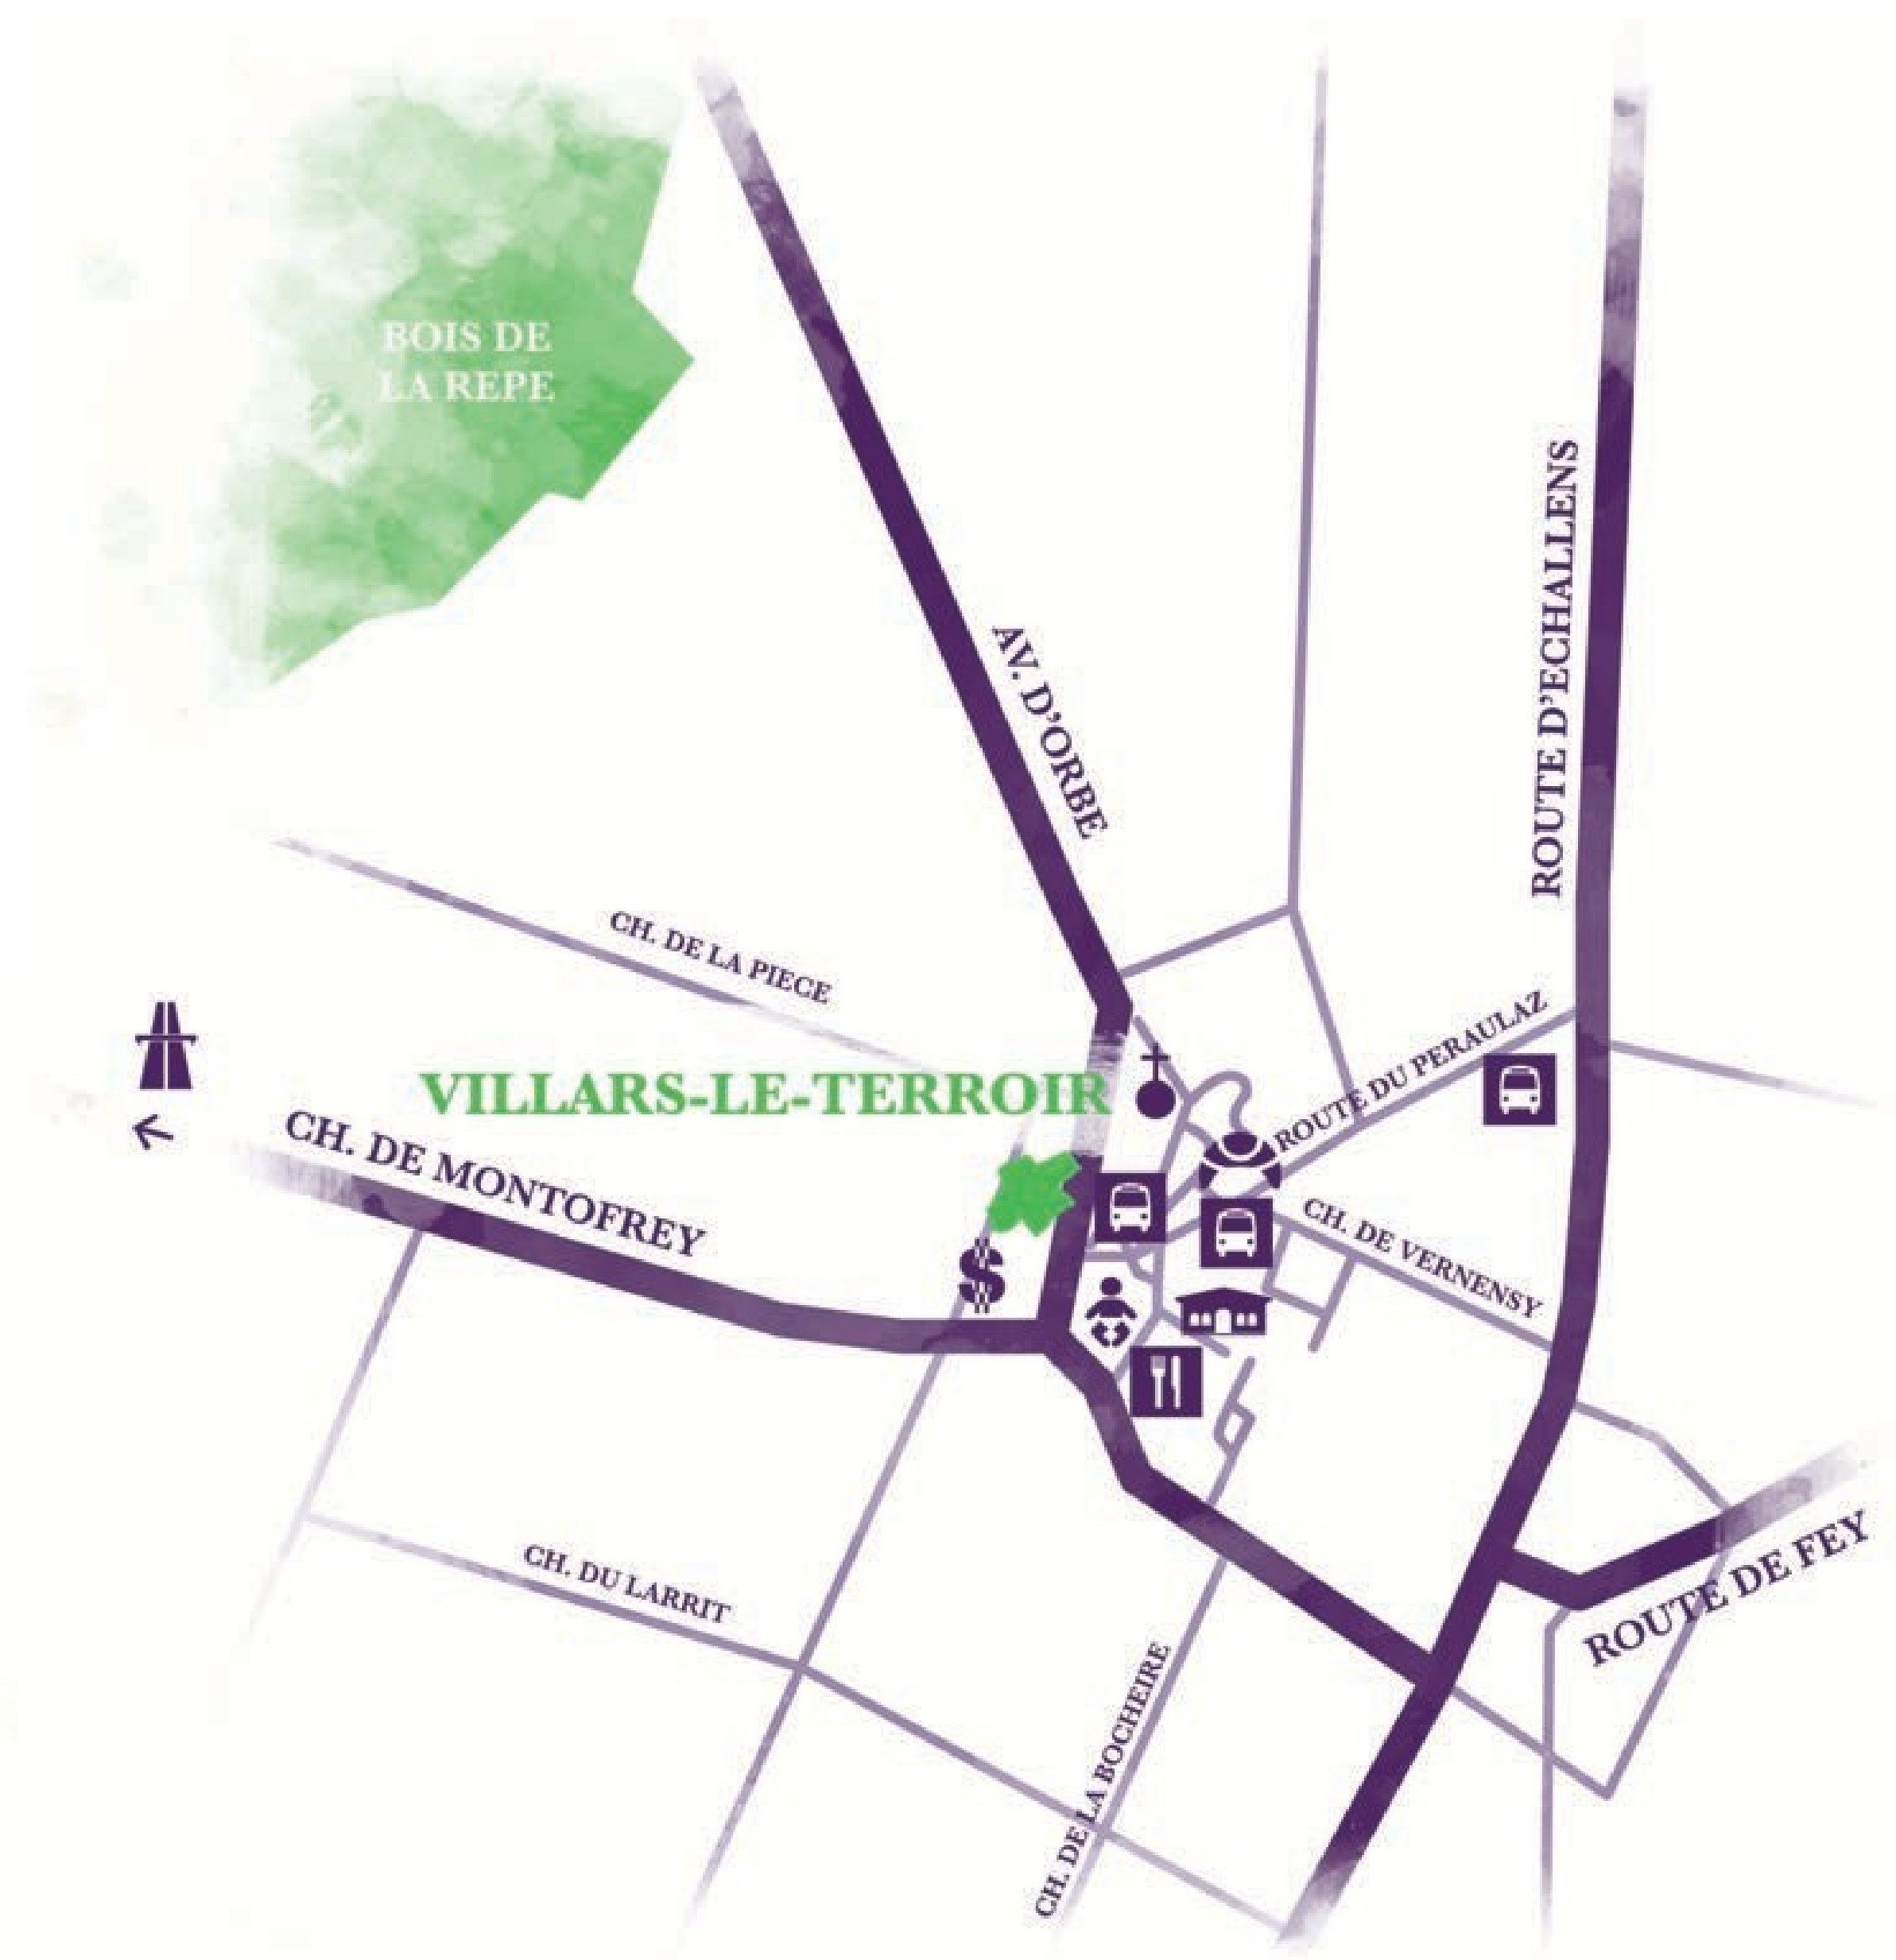 BOIS DE
LA REPE
AV. D'ORBE
ROUTE D'ECHALLENS
CH. DE LA PIECE
ROUTE DU PERAULAZ
VILLARS-LE-TERROIR
CH. DE MONTOFREY
CH. DE VERNENSY
$
CH. DU LARRIT
ROUTE DE FEY
CH. DE LA BOCHEIRE